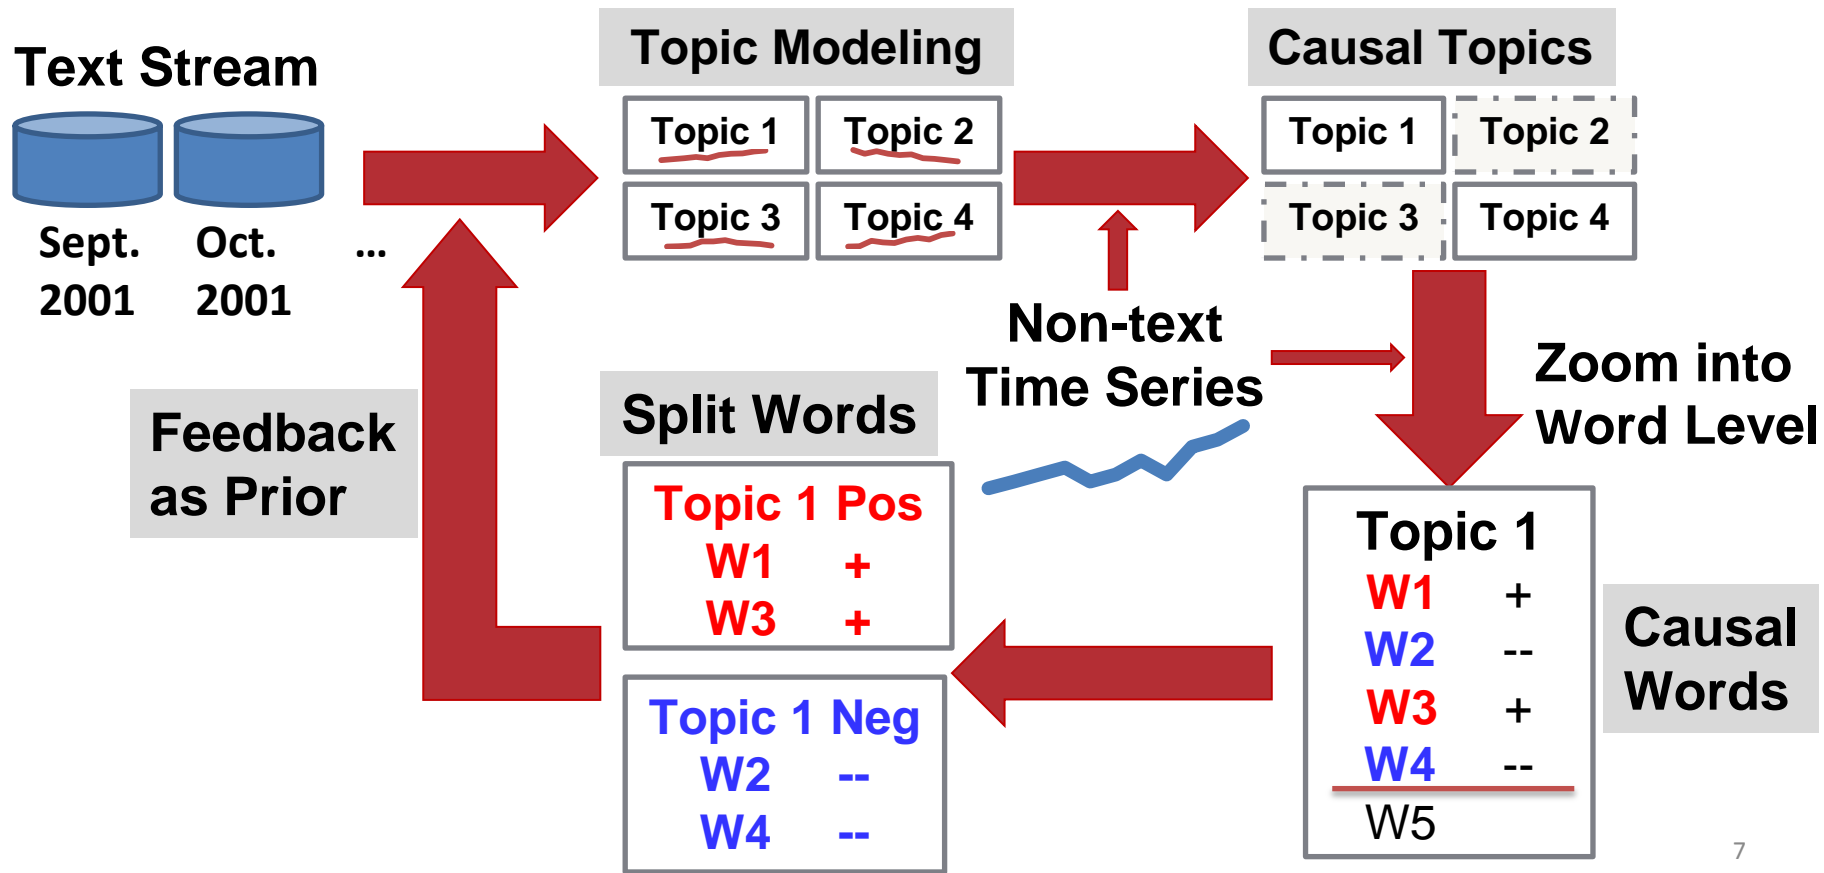 Text Stream
Sept. 2001
Oct. 2001
...
Topic Modeling
Topic 1
Topic 2
Topic 3
Topic 4
Causal Topics
Topic 1
Topic 2
Topic 3
Topic 4
Non-text
Time Series
Zoom into
Word Level
Topic 1
W1 +
W2 --
W3 +
W4 --
W5
Causal
Words
Split Words
Topic 1 Pos
W1 +
W3 +
Topic 1 Neg
W2 --
W4 --
Feedback
as Prior
7